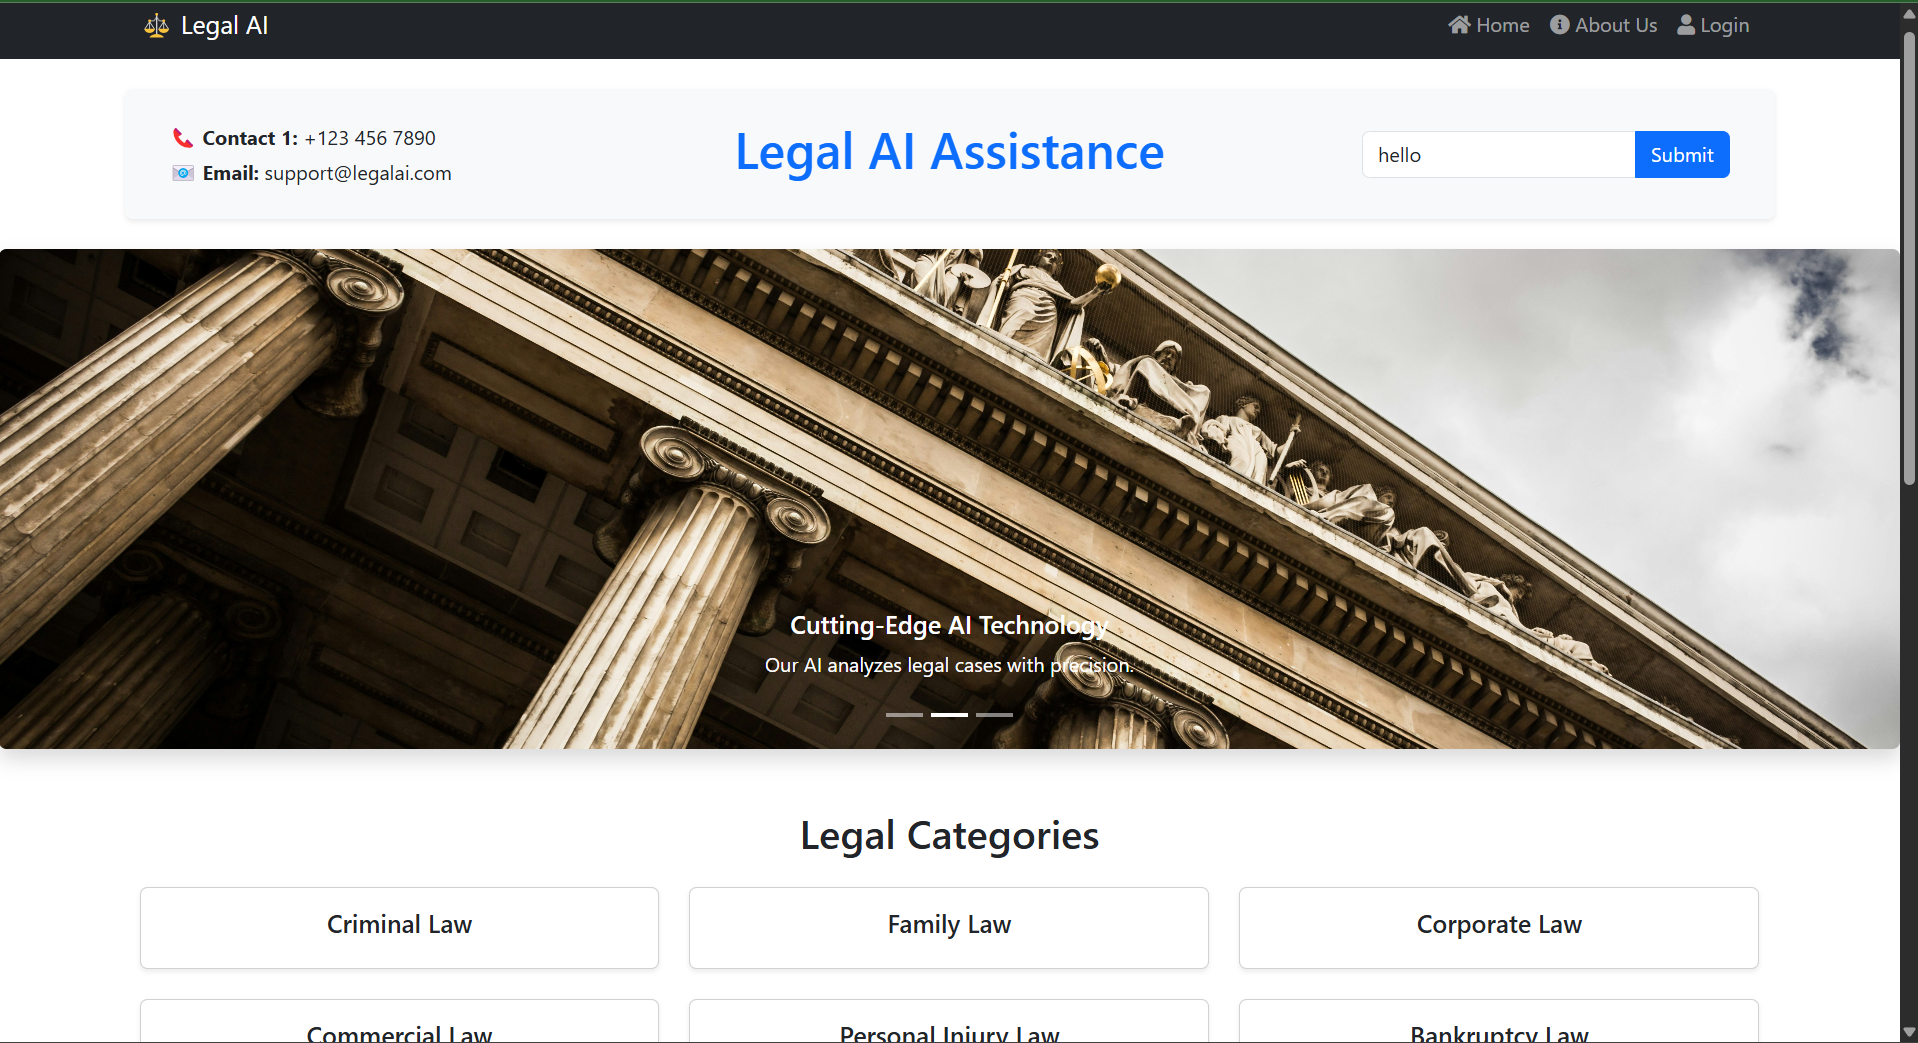 Legal AI
Home
About Us
Login
Contact 1: +123 456 7890
Email: support@legalai.com
Legal AI Assistance
hello
Submit
Cutting-Edge AI Technology
Our AI analyzes legal cases with precision.
Legal Categories
Criminal Law
Family Law
Corporate Law
Commercial Law
Personal Injury Law
Bankruptcy Law